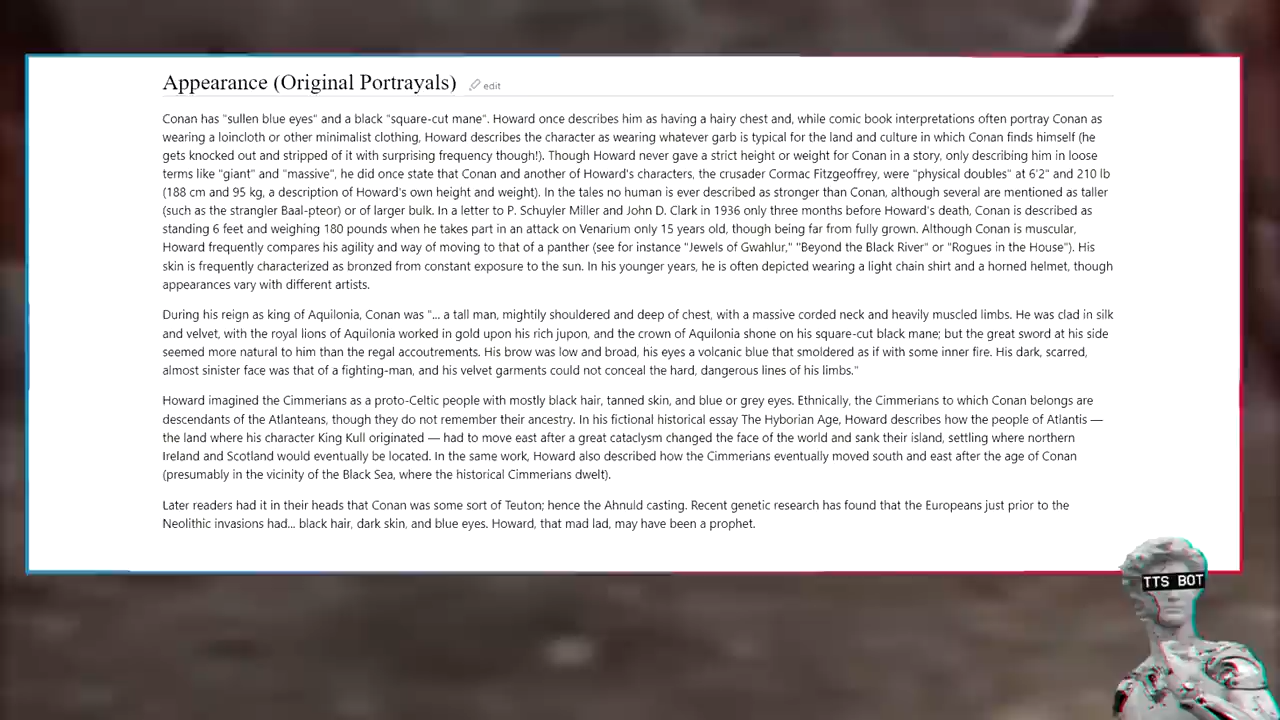 Appearance (Original Portrayals) edit
Conan has "sullen blue eyes" and a black "square-cut mane". Howard once describes him as having a hairy chest and, while comic book interpretations often portray Conan as
wearing a loincloth or other minimalist clothing, Howard describes the character as wearing whatever garb is typical for the land and culture in which Conan finds himself (he
gets knocked out and stripped of it with surprising frequency though!). Though Howard never gave a strict height or weight for Conan in a story, only describing him in loose
terms like "giant" and "massive", he did once state that Conan and another of Howard's characters, the crusader Cormac Fitzgeoffrey, were "physical doubles" at 6'2" and 210 lb
(188 cm and 95 kg, a description of Howard's own height and weight). In the tales no human is ever described as stronger than Conan, although several are mentioned as taller
(such as the strangler Baal-pteor) or of larger bulk. In a letter to P. Schuyler Miller and John D. Clark in 1936 only three months before Howard's death, Conan is described as
standing 6 feet and weighing 180 pounds when he takes part in an attack on Venarium only 15 years old, though being far from fully grown. Although Conan is muscular,
Howard frequently compares his agility and way of moving to that of a panther (see for instance "Jewels of Gwahlur," "Beyond the Black River" or "Rogues in the House"). His
skin is frequently characterized as bronzed from constant exposure to the sun. In his younger years, he is often depicted wearing a light chain shirt and a horned helmet, though
appearances vary with different artists.
During his reign as king of Aquilonia, Conan was "... a tall man, mightily shouldered and deep of chest, with a massive corded neck and heavily muscled limbs. He was clad in silk
and velvet, with the royal lions of Aquilonia worked in gold upon his rich jupon, and the crown of Aquilonia shone on his square-cut black mane; but the great sword at his side
seemed more natural to him than the regal accoutrements. His brow was low and broad, his eyes a volcanic blue that smoldered as if with some inner fire. His dark, scarred,
almost sinister face was that of a fighting-man, and his velvet garments could not conceal the hard, dangerous lines of his limbs."
Howard imagined the Cimmerians as a proto-Celtic people with mostly black hair, tanned skin, and blue or grey eyes. Ethnically, the Cimmerians to which Conan belongs are
descendants of the Atlanteans, though they do not remember their ancestry. In his fictional historical essay The Hyborian Age, Howard describes how the people of Atlantis —
the land where his character King Kull originated — had to move east after a great cataclysm changed the face of the world and sank their island, settling where northern
Ireland and Scotland would eventually be located. In the same work, Howard also described how the Cimmerians eventually moved south and east after the age of Conan
(presumably in the vicinity of the Black Sea, where the historical Cimmerians dwelt).
Later readers had it in their heads that Conan was some sort of Teuton; hence the Ahnuld casting. Recent genetic research has found that the Europeans just prior to the
Neolithic invasions had... black hair, dark skin, and blue eyes. Howard, that mad lad, may have been a prophet.
TTS BOT